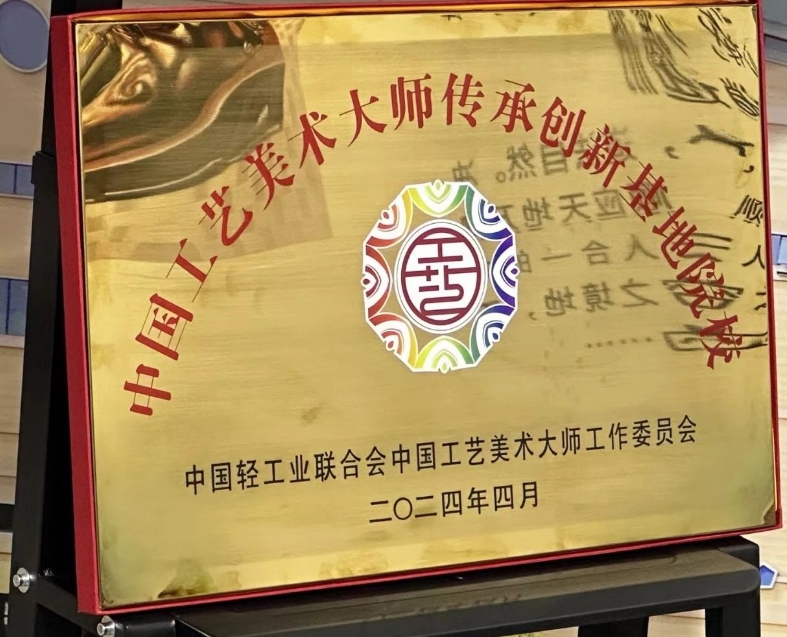 中国工艺美术大师传承创新基地院校
中国轻工业联合会中国工艺美术大师工作委员会
二〇二四年四月